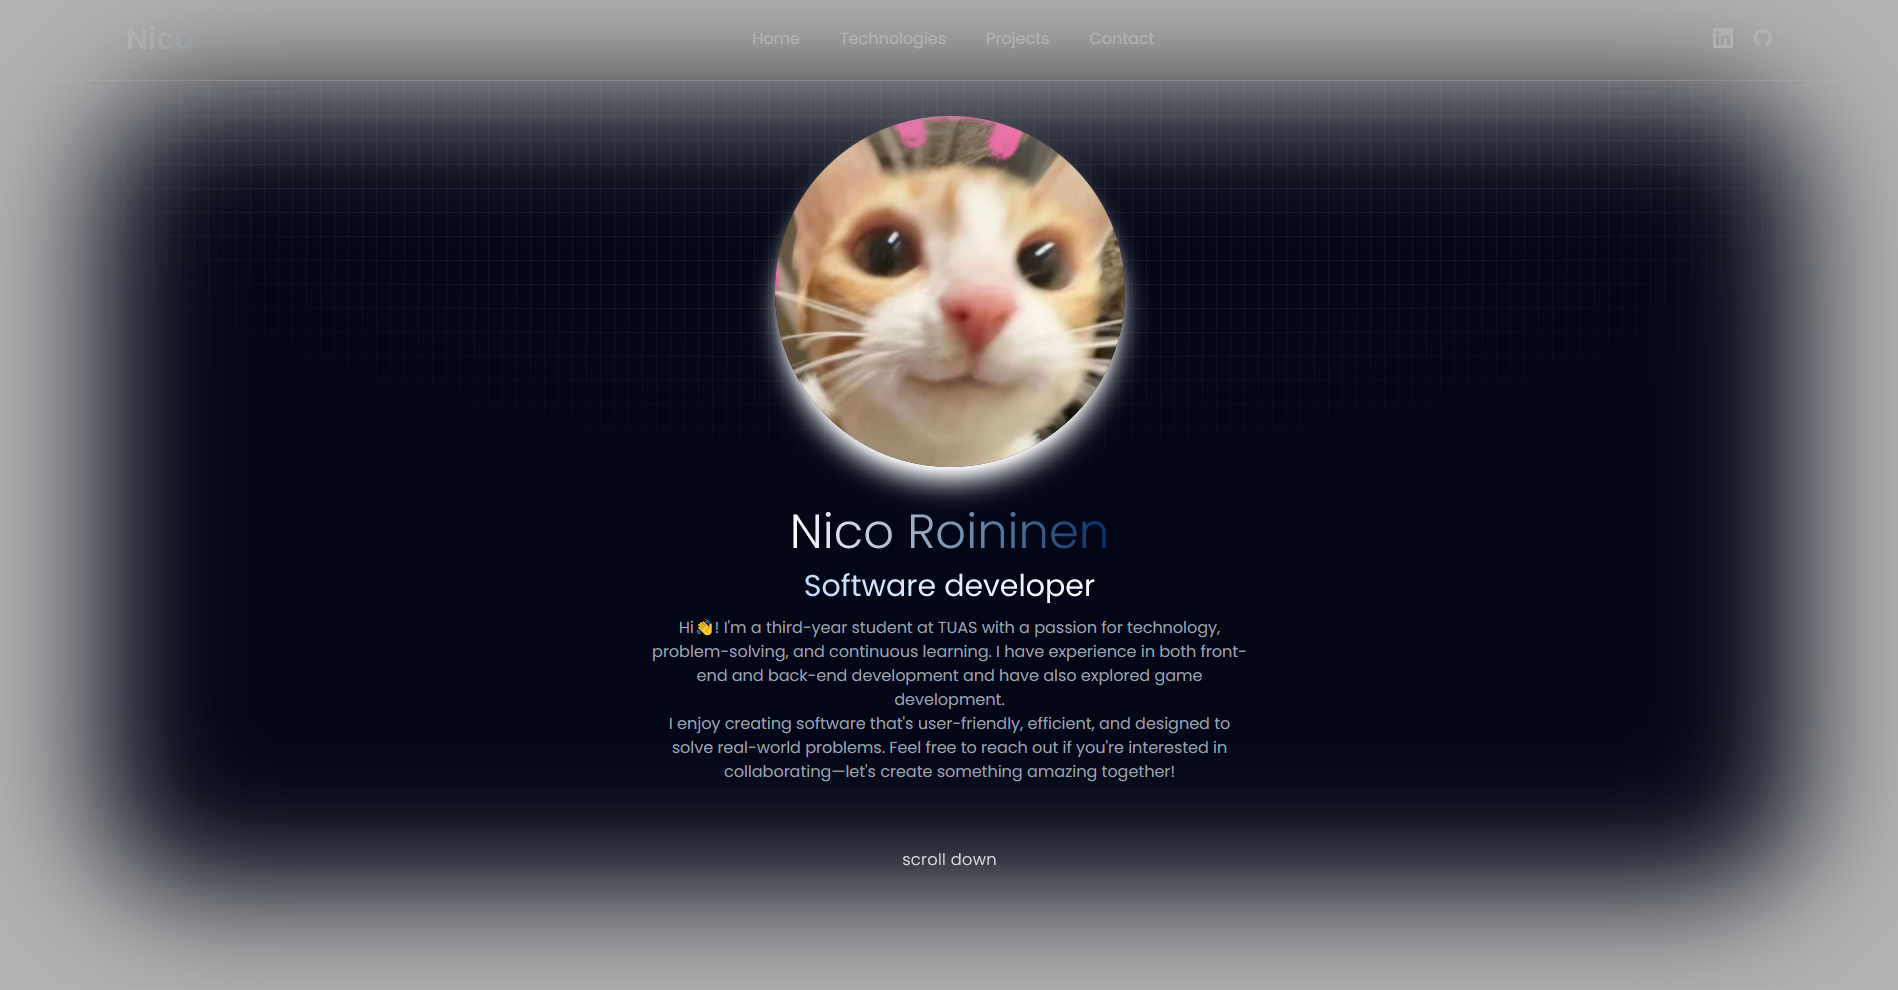 Nico
Home Technologies Projects Contact
Nico Roininen
Software developer
Hi👋! I'm a third-year student at TUAS with a passion for technology,
problem-solving, and continuous learning. I have experience in both front-
end and back-end development and have also explored game
development.
I enjoy creating software that's user-friendly, efficient, and designed to
solve real-world problems. Feel free to reach out if you're interested in
collaborating—let's create something amazing together!
scroll down